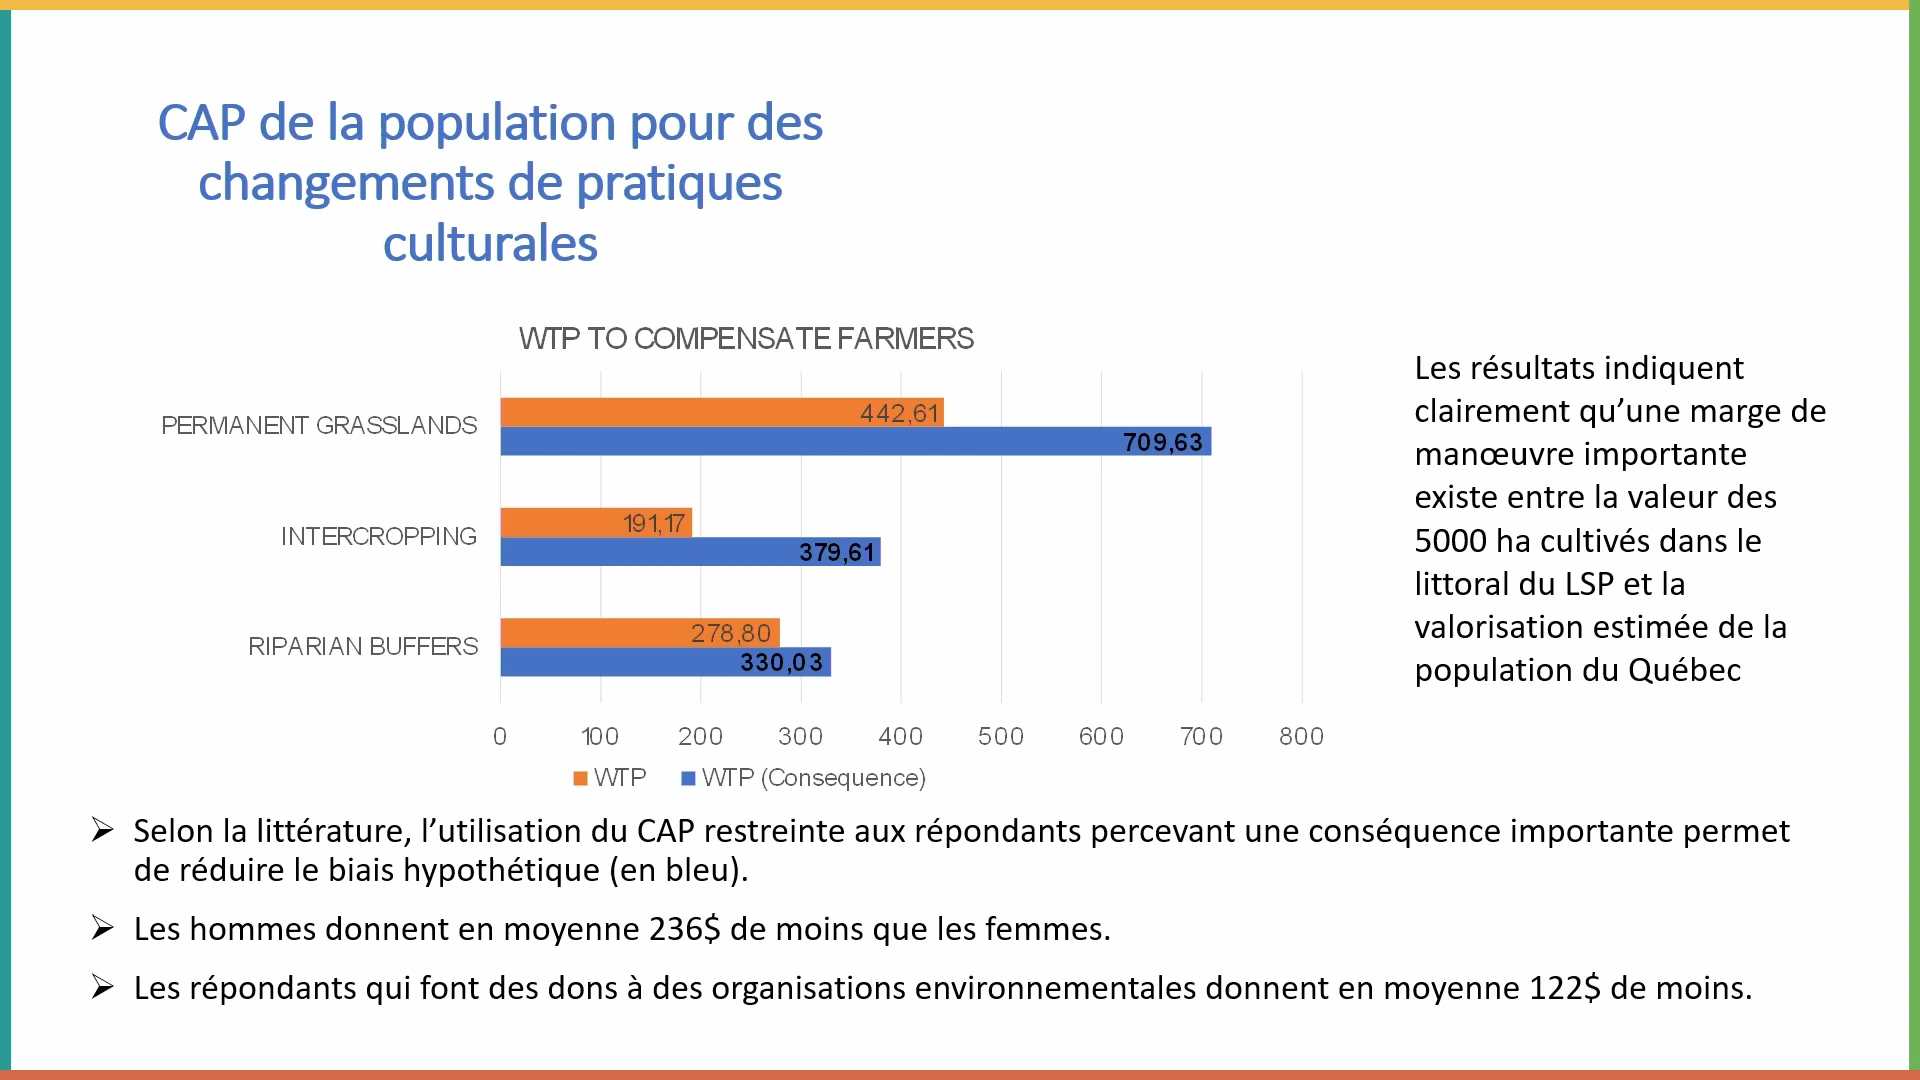 CAP de la population pour des
changements de pratiques
culturales
WTP TO COMPENSATE FARMERS
PERMANENT GRASSLANDS
442,61
709,63
INTERCROPPING
191,17
379,61
RIPARIAN BUFFERS
278,80
330,03
0 100 200 300 400 500 600 700 800
WTP WTP (Consequence)
Les résultats indiquent
clairement qu’une marge de
manœuvre importante
existe entre la valeur des
5000 ha cultivés dans le
littoral du LSP et la
valorisation estimée de la
population du Québec
➢ Selon la littérature, l’utilisation du CAP restreinte aux répondants percevant une conséquence importante permet
de réduire le biais hypothétique (en bleu).
➢ Les hommes donnent en moyenne 236$ de moins que les femmes.
➢ Les répondants qui font des dons à des organisations environnementales donnent en moyenne 122$ de moins.